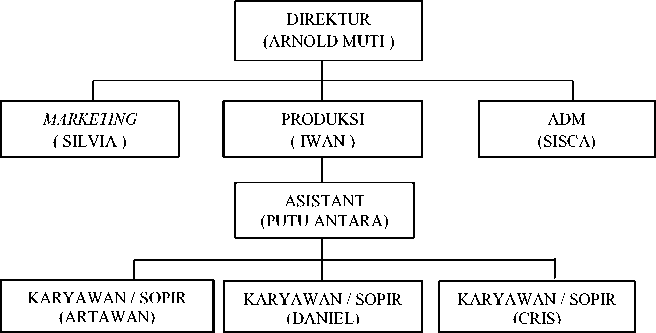 DIREKTUR
(ARNOLD MUTI )
MARKETING
( SILVIA )
PRODUKSI
( IWAN )
ADM
(SISCA)
ASISTANT
(PUTU ANTARA)
KARYAWAN / SOPIR
(ARTAWAN)
KARYAWAN / SOPIR
(DANIEL)
KARYAWAN / SOPIR
(CRIS)